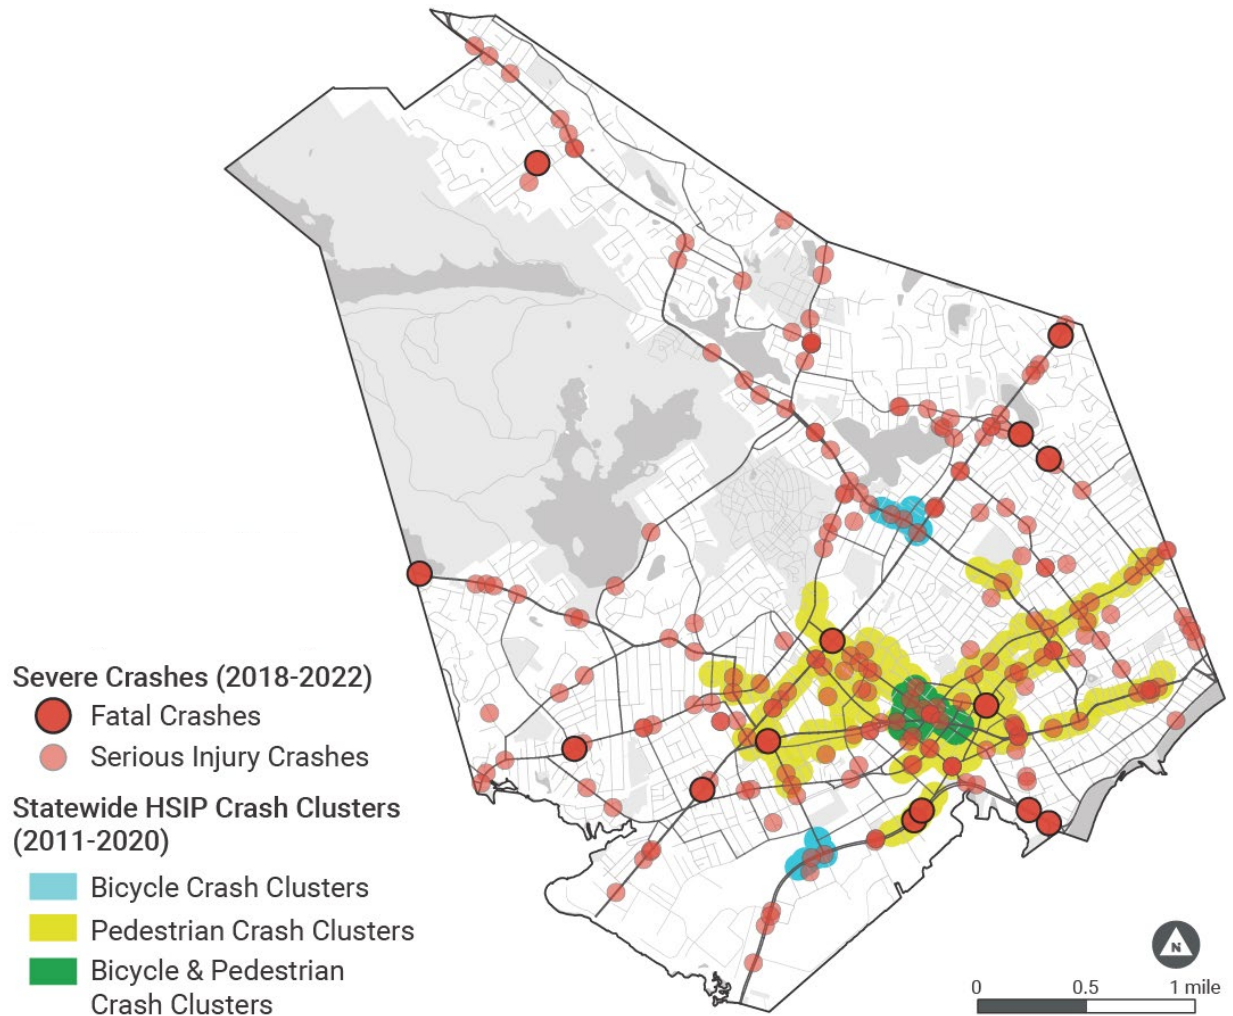 Severe Crashes (2018-2022)
Fatal Crashes
Serious Injury Crashes
Statewide HSIP Crash Clusters
(2011-2020)
Bicycle Crash Clusters
Pedestrian Crash Clusters
Bicycle & Pedestrian
Crash Clusters
N
0 0.5 1 mile